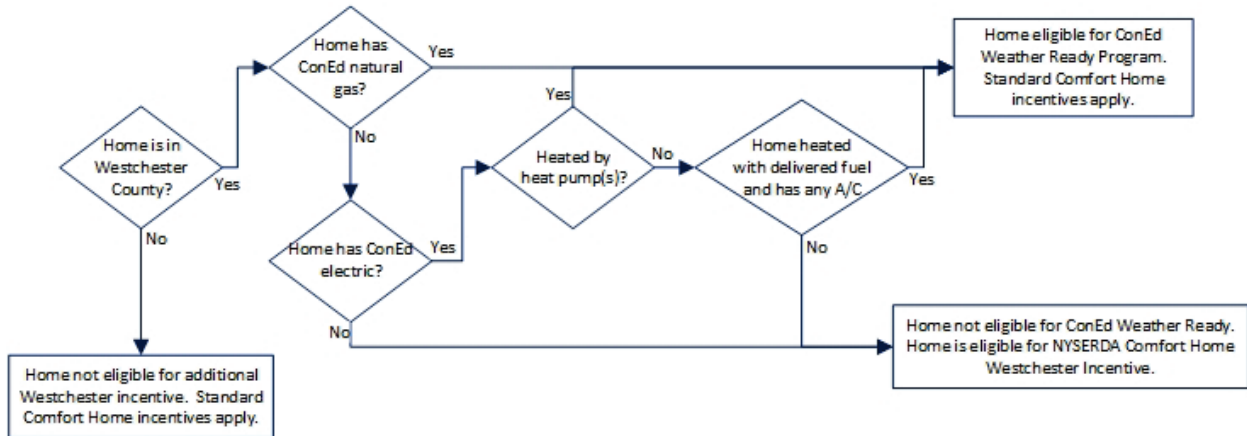 Home has
ConEd natural
gas?
Yes
Home eligible for ConEd
Weather Ready Program.
Standard Comfort Home
incentives apply.
Yes
No
Home is in
Westchester
County?
Yes
Heated by
heat pump(s)?
No
Home heated
with delivered fuel
and has any A/C
Yes
No
Home has ConEd
electric?
Yes
No
No
Home not eligible for ConEd Weather Ready.
Home is eligible for NYSERDA Comfort Home
Westchester Incentive.
Home not eligible for additional
Westchester incentive. Standard
Comfort Home incentives apply.